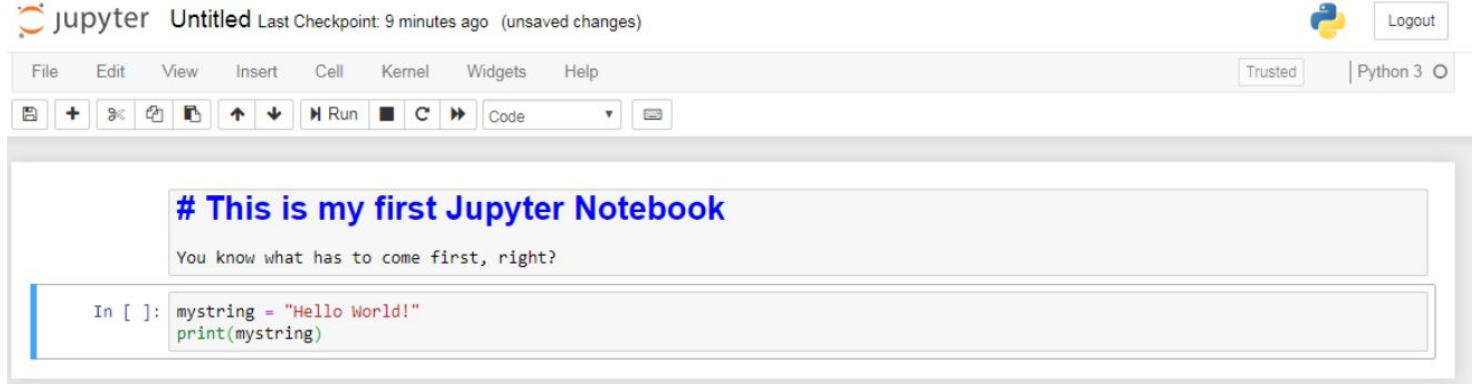 jupyter Untitled Last Checkpoint: 9 minutes ago (unsaved changes) Logout
File Edit View Insert Cell Kernel Widgets Help Trusted Python 3
Run Code
# This is my first Jupyter Notebook
You know what has to come first, right?
In [ ]: mystring = "Hello World!"
print(mystring)